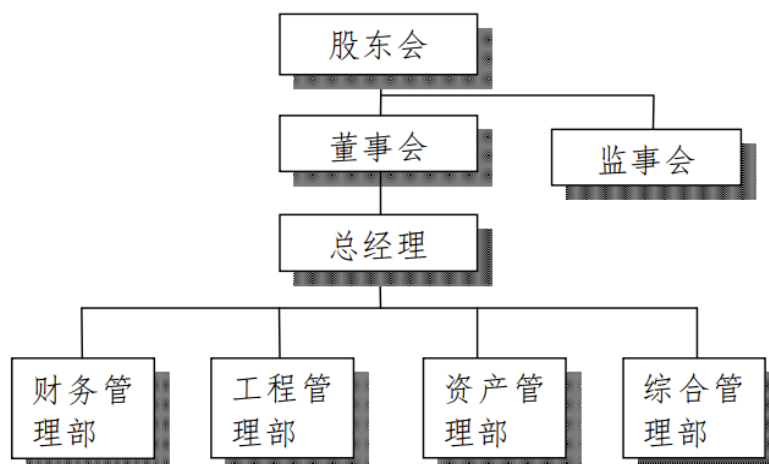 股东会
董事会
监事会
总经理
财务管
理部
工程管
理部
资产管
理部
综合管
理部